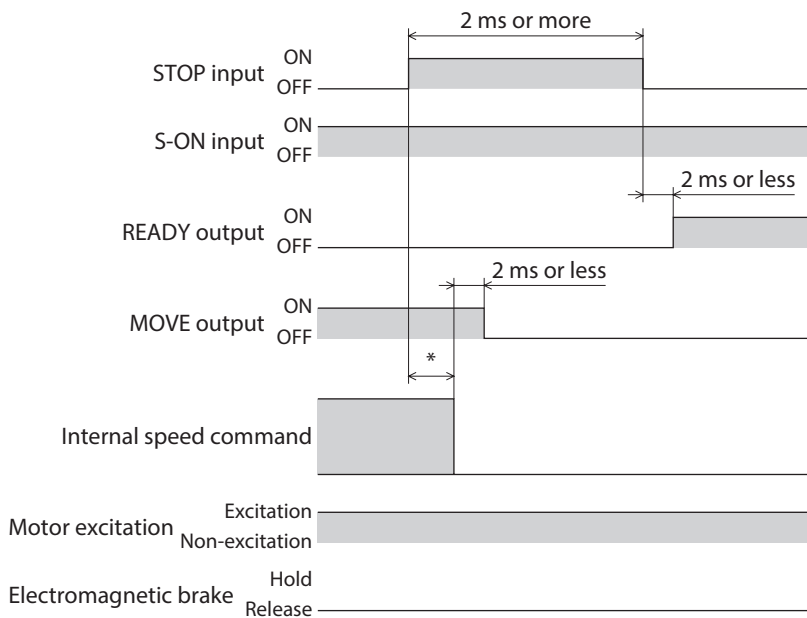 2 ms or more
STOP input
ON
OFF
S-ON input
ON
OFF
2 ms or less
READY output
ON
OFF
2 ms or less
MOVE output
ON
OFF
*
Internal speed command
Motor excitation
Excitation
Non-excitation
Electromagnetic brake
Hold
Release